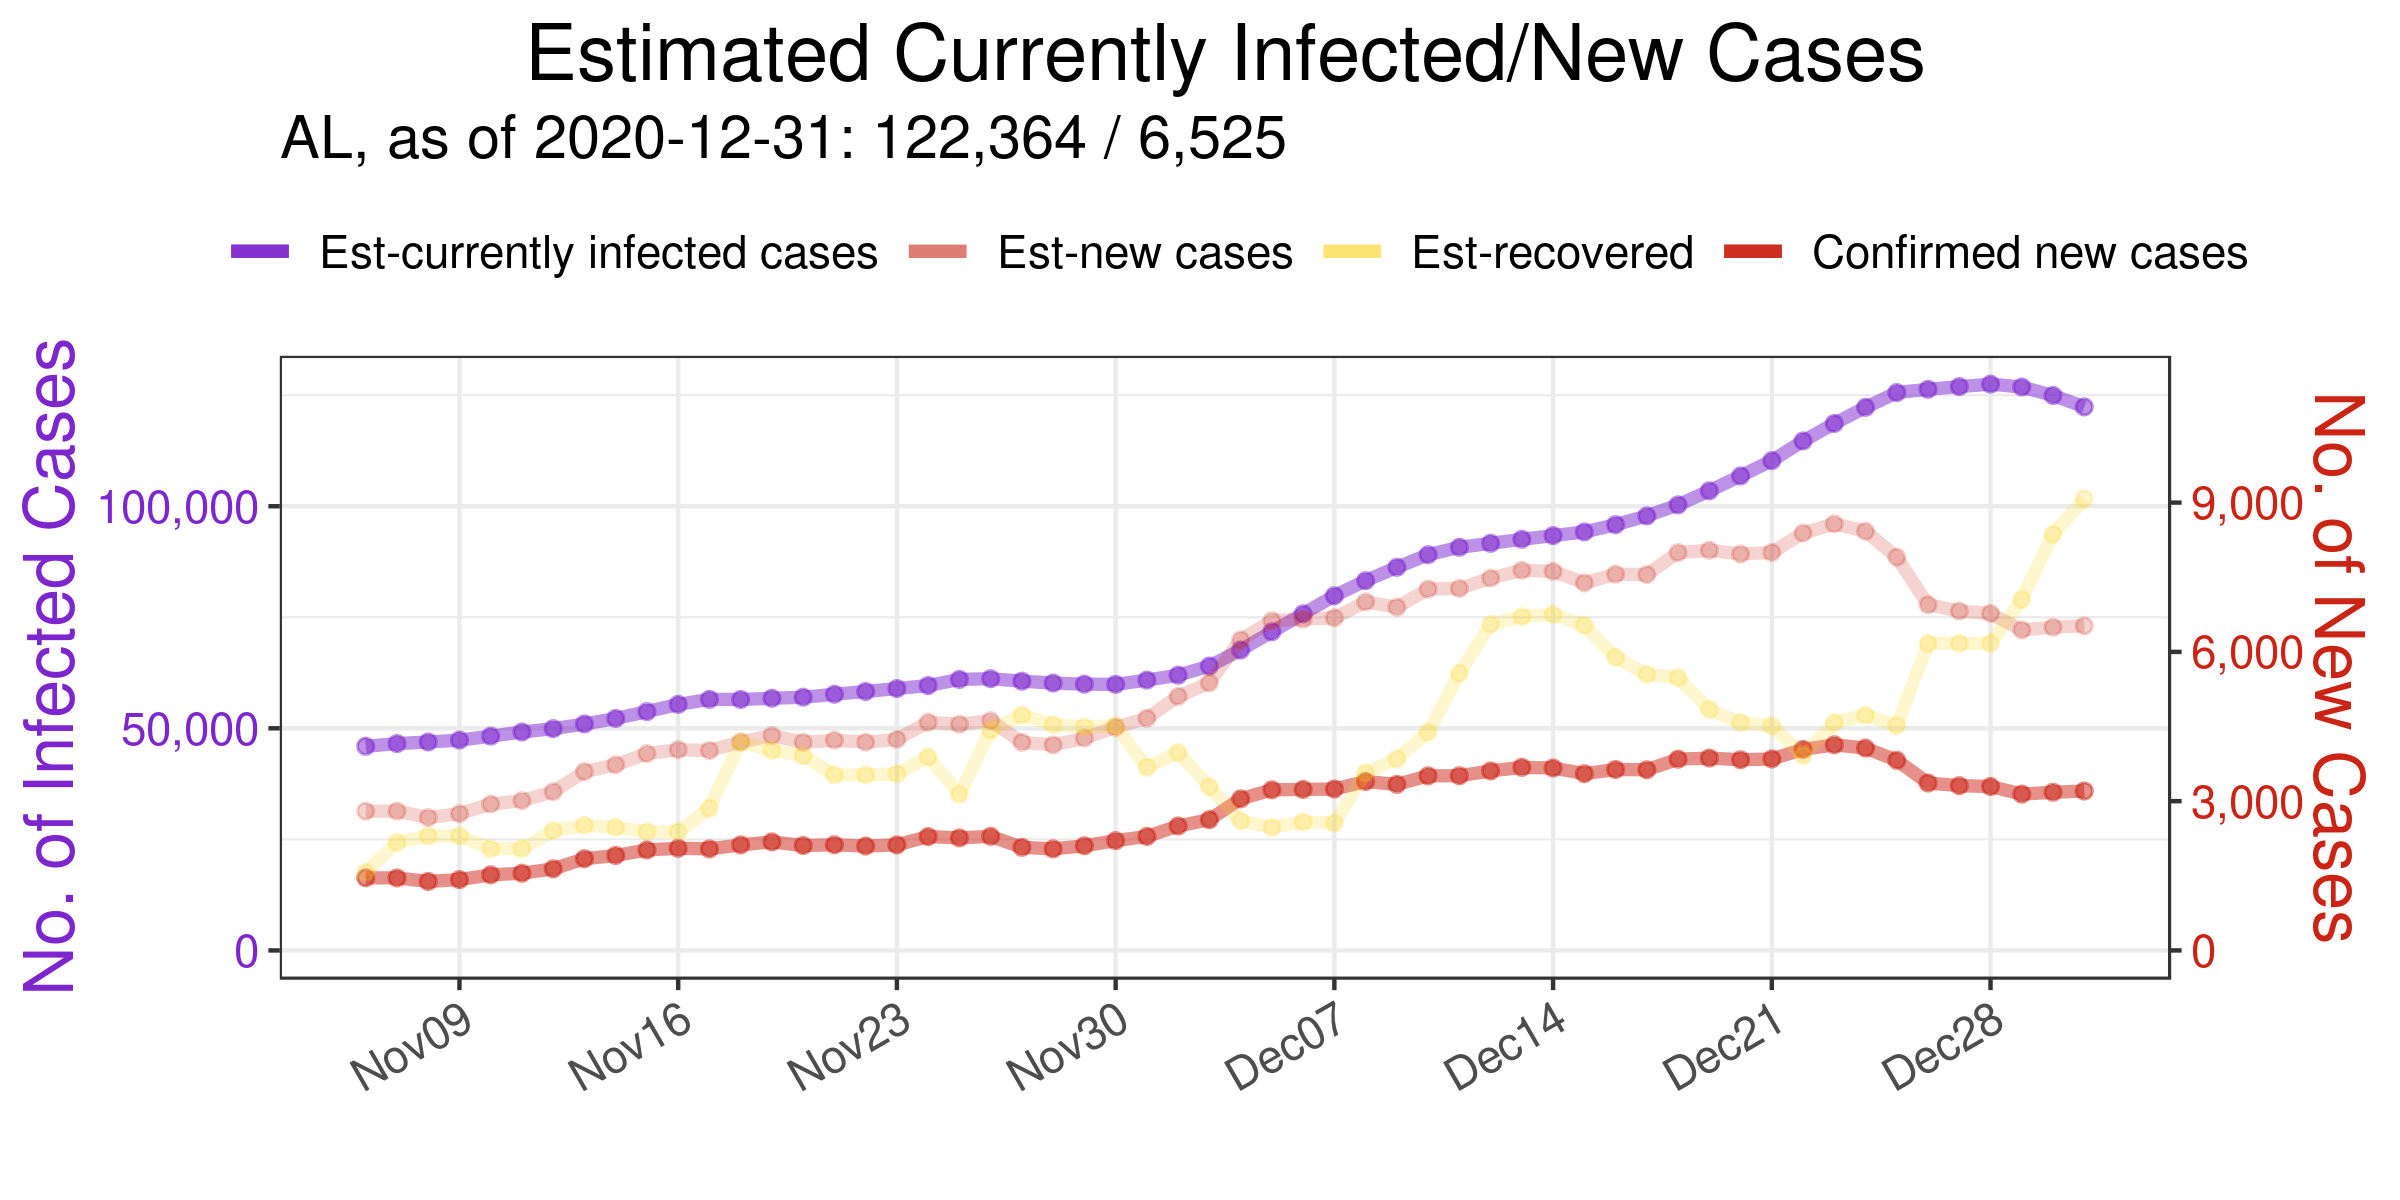 Estimated Currently Infected/New Cases
AL, as of 2020-12-31: 122,364 / 6,525
Est-currently infected cases Est-new cases Est-recovered Confirmed new cases
No. of Infected Cases
100,000
50,000
0
9,000
6,000
3,000
0
No. of New Cases
Nov09 Nov16 Nov23 Nov30 Dec07 Dec14 Dec21 Dec28